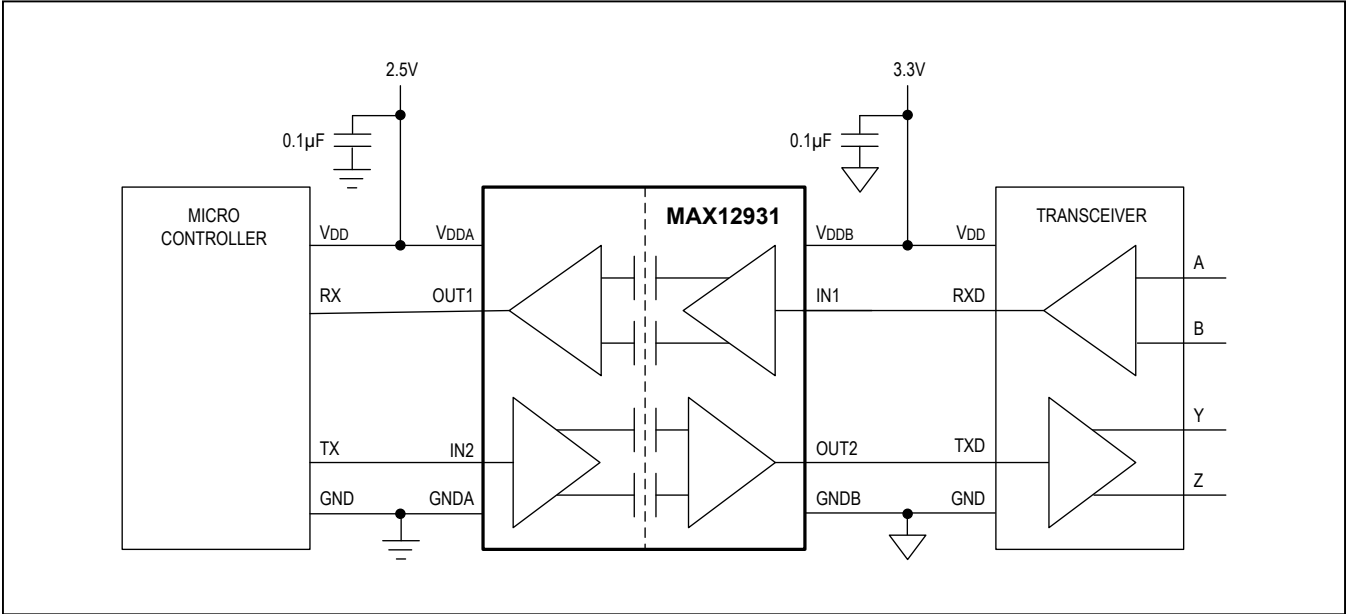 2.5V
3.3V
0.1µF
0.1µF
MICRO
CONTROLLER
MAX12931
TRANSCEIVER
VDD
VDDA
VDDB
VDD
A
RX
OUT1
IN1
RXD
B
Y
TX
IN2
OUT2
TXD
Z
GND
GNDA
GNDB
GND